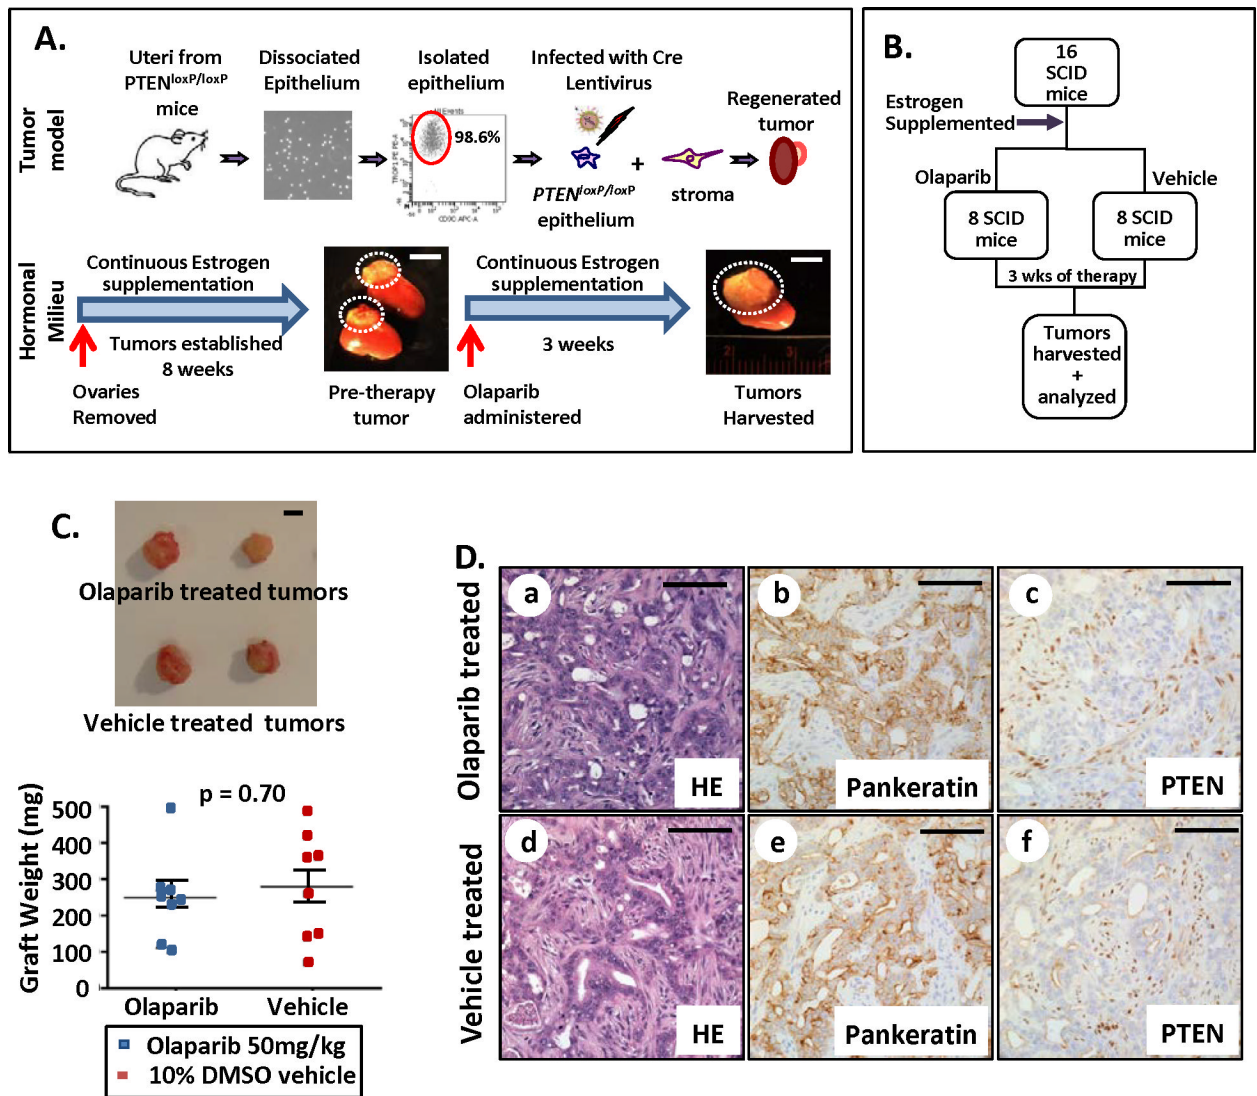 A.
Tumor
model
Uteri from
PTENloxP/loxP
mice
Dissociated
Epithelium
Isolated
epithelium
98.6%
TROP1 PE PE-A
CD90 APC-A
Infected with Cre
Lentivirus
+
PTENloxP/loxP
epithelium
stroma
Regenerated
tumor
Hormonal
Milieu
Continuous Estrogen
supplementation
Tumors established
8 weeks
Ovaries
Removed
Pre-therapy
tumor
Continuous Estrogen
supplementation
3 weeks
Olaparib
administered
Tumors
Harvested
B.
16
SCID
mice
Estrogen
Supplemented
Olaparib
Vehicle
8 SCID
mice
8 SCID
mice
3 wks of therapy
Tumors
harvested
+
analyzed
C.
Olaparib treated tumors
Vehicle treated tumors
p = 0.70
Graft Weight (mg)
500
400
300
200
100
0
Olaparib
Vehicle
Olaparib 50mg/kg
10% DMSO vehicle
D.
Olaparib treated
a
HE
b
Pankeratin
c
PTEN
Vehicle treated
d
HE
e
Pankeratin
f
PTEN